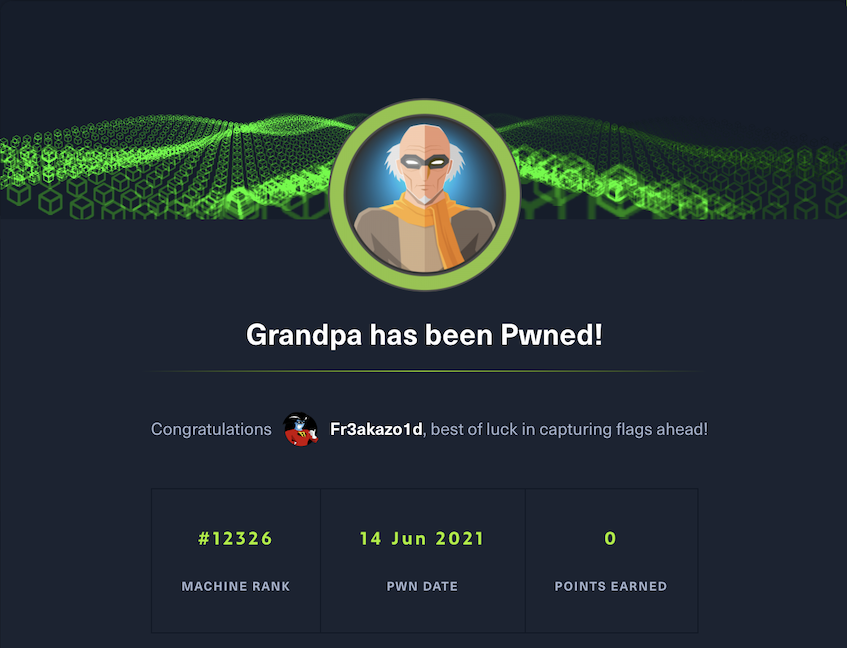 Grandpa has been Pwned!
Congratulations Fr3akazo1d, best of luck in capturing flags ahead!
#12326 14 Jun 2021 0
MACHINE RANK PWN DATE POINTS EARNED